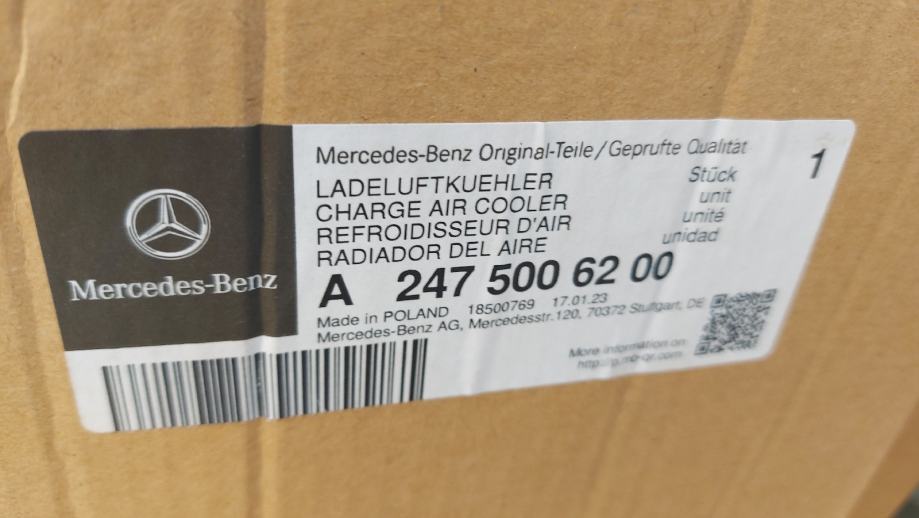 Mercedes-Benz
Mercedes-Benz Original-Teile/Geprüfte Qualität
LADELUFTKUEHLER
CHARGE AIR COOLER
REFROIDISSEUR D'AIR
RADIADOR DEL AIRE
Stück
unit
unité
unidad
1
A 247 500 62 00
Made in POLAND 18500769 17.01.23
Mercedes-Benz AG, Mercedesstr.120, 70372 Stuttgart, DE
More information on